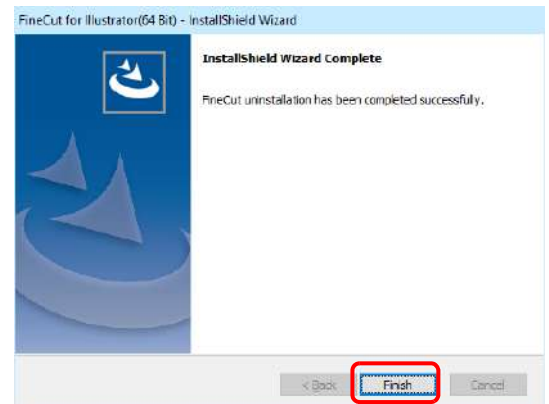 FineCut for Illustrator(64 Bit) - InstallShield Wizard
InstallShield Wizard Complete
FineCut uninstallation has been completed successfully.
< Back
Finish
Cancel